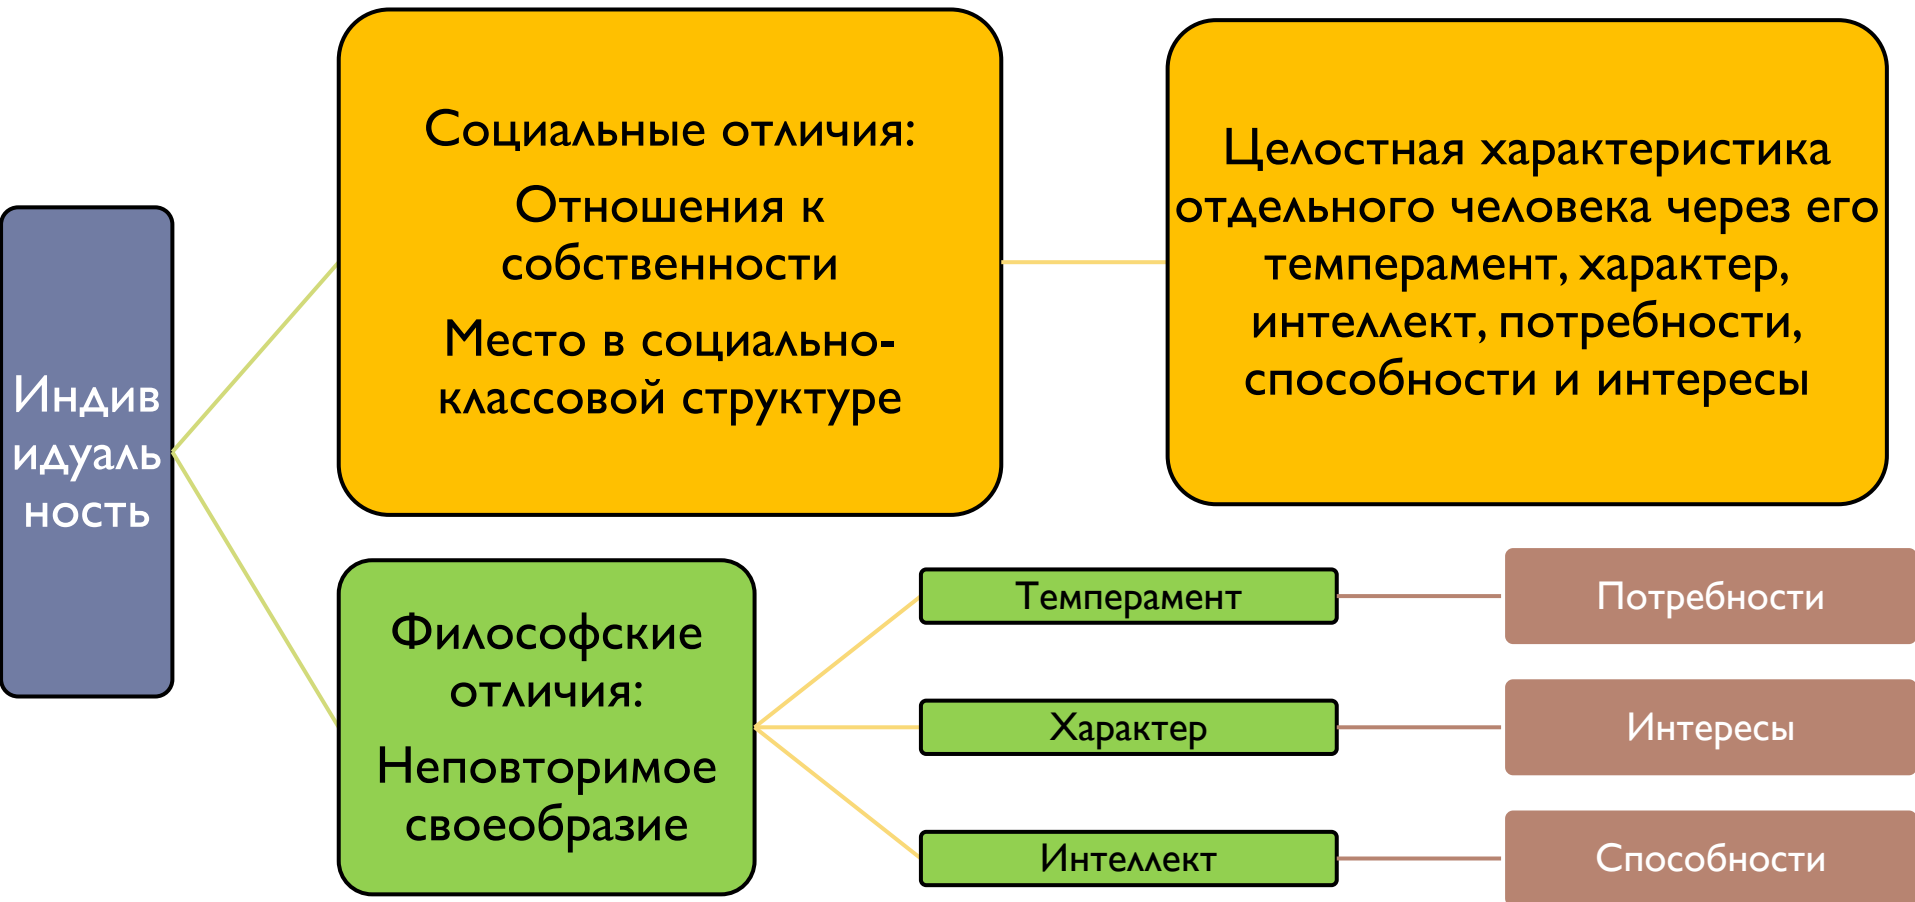 Индив
идуаль
ность
Социальные отличия:
Отношения к
собственности
Место в социально-
классовой структуре
Целостная характеристика
отдельного человека через его
темперамент, характер,
интеллект, потребности,
способности и интересы
Философские
отличия:
Неповторимое
своеобразие
Темперамент
Потребности
Характер
Интересы
Интеллект
Способности